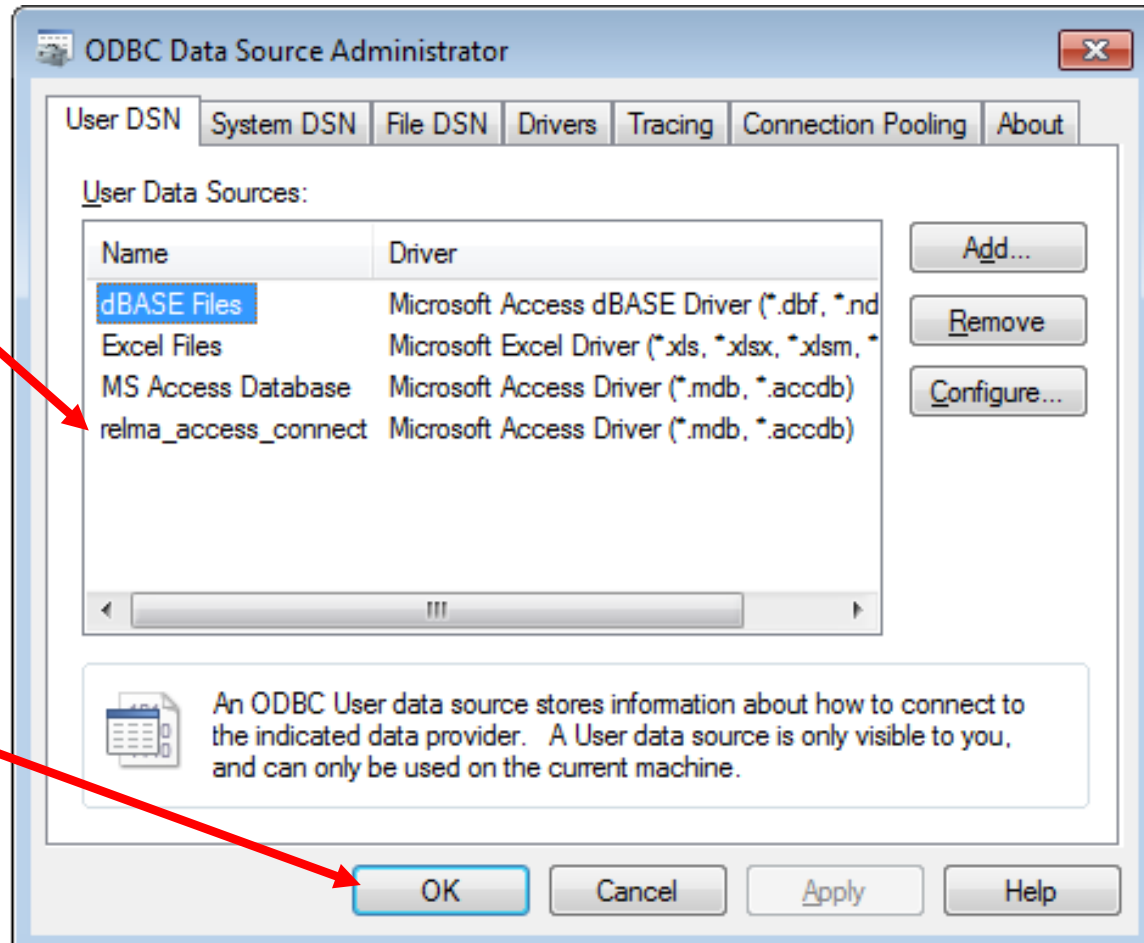 ODBC Data Source Administrator
User DSN System DSN File DSN Drivers Tracing Connection Pooling About
User Data Sources:
Name Driver
dBASE Files Microsoft Access dBASE Driver (*.dbf, *.nd
Excel Files Microsoft Excel Driver (*.xls, *.xlsx, *.xlsm, *
MS Access Database Microsoft Access Driver (*.mdb, *.accdb)
relma_access_connect Microsoft Access Driver (*.mdb, *.accdb)
Add...
Remove
Configure...
An ODBC User data source stores information about how to connect to
the indicated data provider. A User data source is only visible to you,
and can only be used on the current machine.
OK Cancel Apply Help